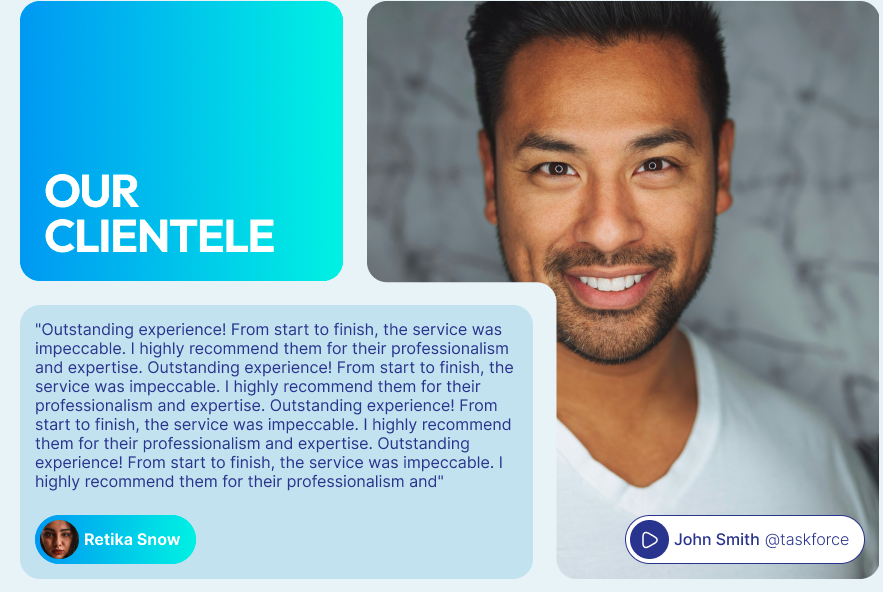 OUR
CLIENTELE
"Outstanding experience! From start to finish, the service was
impeccable. I highly recommend them for their professionalism
and expertise. Outstanding experience! From start to finish, the
service was impeccable. I highly recommend them for their
professionalism and expertise. Outstanding experience! From
start to finish, the service was impeccable. I highly recommend
them for their professionalism and expertise. Outstanding
experience! From start to finish, the service was impeccable. I
highly recommend them for their professionalism and"
Retika Snow
John Smith @taskforce